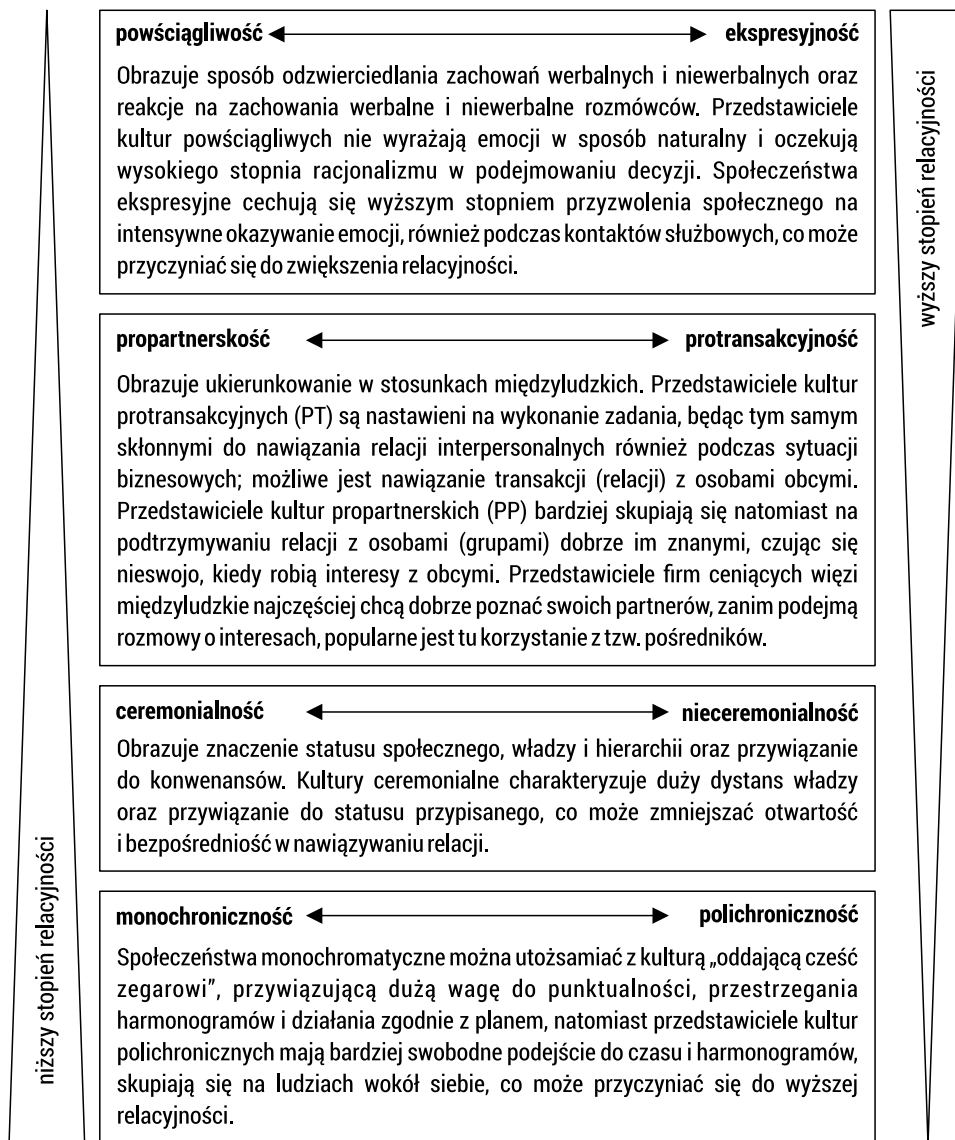 powściągliwość ekspresyjność
Obrazuje sposób odzwierciedlania zachowań werbalnych i niewerbalnych oraz
reakcje na zachowania werbalne i niewerbalne rozmówców. Przedstawiciele
kultur powściągliwych nie wyrażają emocji w sposób naturalny i oczekują
wysokiego stopnia racjonalizmu w podejmowaniu decyzji. Społeczeństwa
ekspresyjne cechują się wyższym stopniem przyzwolenia społecznego na
intensywne okazywanie emocji, również podczas kontaktów służbowych, co może
przyczyniać się do zwiększenia relacyjności.
propartnerskość protransakcyjność
Obrazuje ukierunkowanie w stosunkach międzyludzkich. Przedstawiciele kultur
protransakcyjnych (PT) są nastawieni na wykonanie zadania, będąc tym samym
skłonnymi do nawiązania relacji interpersonalnych również podczas sytuacji
biznesowych; możliwe jest nawiązanie transakcji (relacji) z osobami obcymi.
Przedstawiciele kultur propartnerskich (PP) bardziej skupiają się natomiast na
podtrzymywaniu relacji z osobami (grupami) dobrze im znanymi, czując się
nieswojo, kiedy robią interesy z obcymi. Przedstawiciele firm ceniących więzi
międzyludzkie najczęściej chcą dobrze poznać swoich partnerów, zanim podejmą
rozmowy o interesach, popularne jest tu korzystanie z tzw. pośredników.
ceremonialność nieceremonialność
Obrazuje znaczenie statusu społecznego, władzy i hierarchii oraz przywiązanie
do konwenansów. Kultury ceremonialne charakteryzuje duży dystans władzy
oraz przywiązanie do statusu przypisanego, co może zmniejszać otwartość
i bezpośredniość w nawiązywaniu relacji.
monochroniczność polichroniczność
Społeczeństwa monochromatyczne można utożsamiać z kulturą „oddającą cześć
zegarowi”, przywiązującą dużą wagę do punktualności, przestrzegania
harmonogramów i działania zgodnie z planem, natomiast przedstawiciele kultur
polichronicznych mają bardziej swobodne podejście do czasu i harmonogramów,
skupiają się na ludziach wokół siebie, co może przyczyniać się do wyższej
relacyjności.
niższy stopień relacyjności
wyższy stopień relacyjności